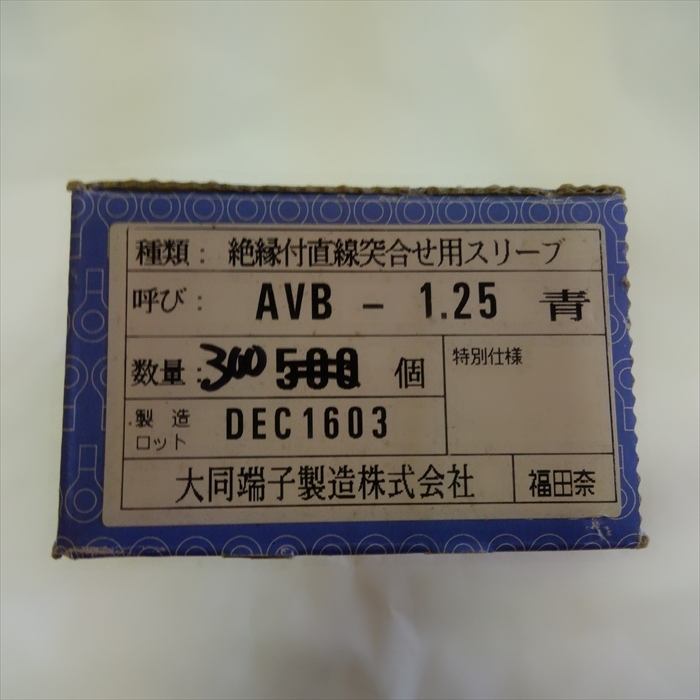 種類： 絶縁付直線突合せ用スリーブ
呼び： AVB － 1.25 青
数量： 300 500 個
特別仕様
製造ロット DEC1603
大同端子製造株式会社 福田奈